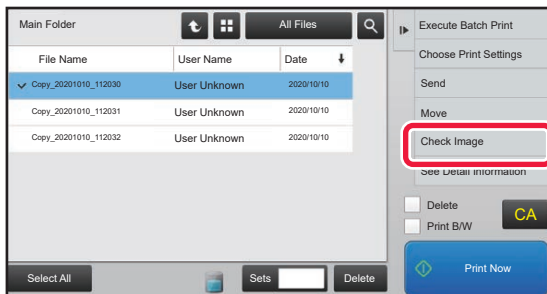 Main Folder
All Files
File Name User Name Date
Copy_20201010_112030 User Unknown 2020/10/10
Copy_20201010_112031 User Unknown 2020/10/10
Copy_20201010_112032 User Unknown 2020/10/10
Select All
Sets
Delete
Execute Batch Print
Choose Print Settings
Send
Move
Check Image
See Detail Information
Delete
Print B/W
CA
Print Now